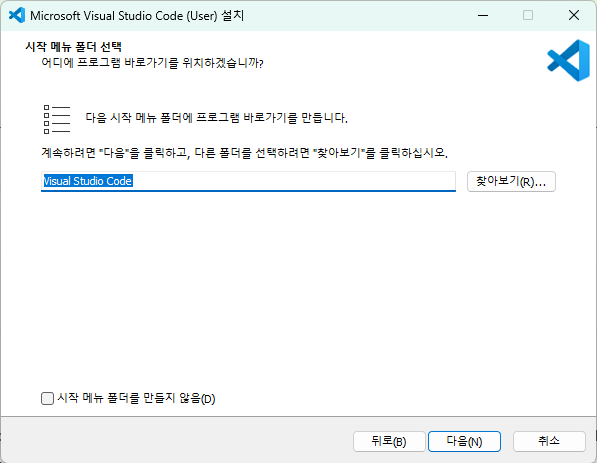 Microsoft Visual Studio Code (User) 설치
시작 메뉴 폴더 선택
어디에 프로그램 바로가기를 위치하겠습니까?
다음 시작 메뉴 폴더에 프로그램 바로가기를 만듭니다.
계속하려면 "다음"을 클릭하고, 다른 폴더를 선택하려면 "찾아보기"를 클릭하십시오.
Visual Studio Code
찾아보기(R)...
시작 메뉴 폴더를 만들지 않음(D)
뒤로(B)
다음(N)
취소